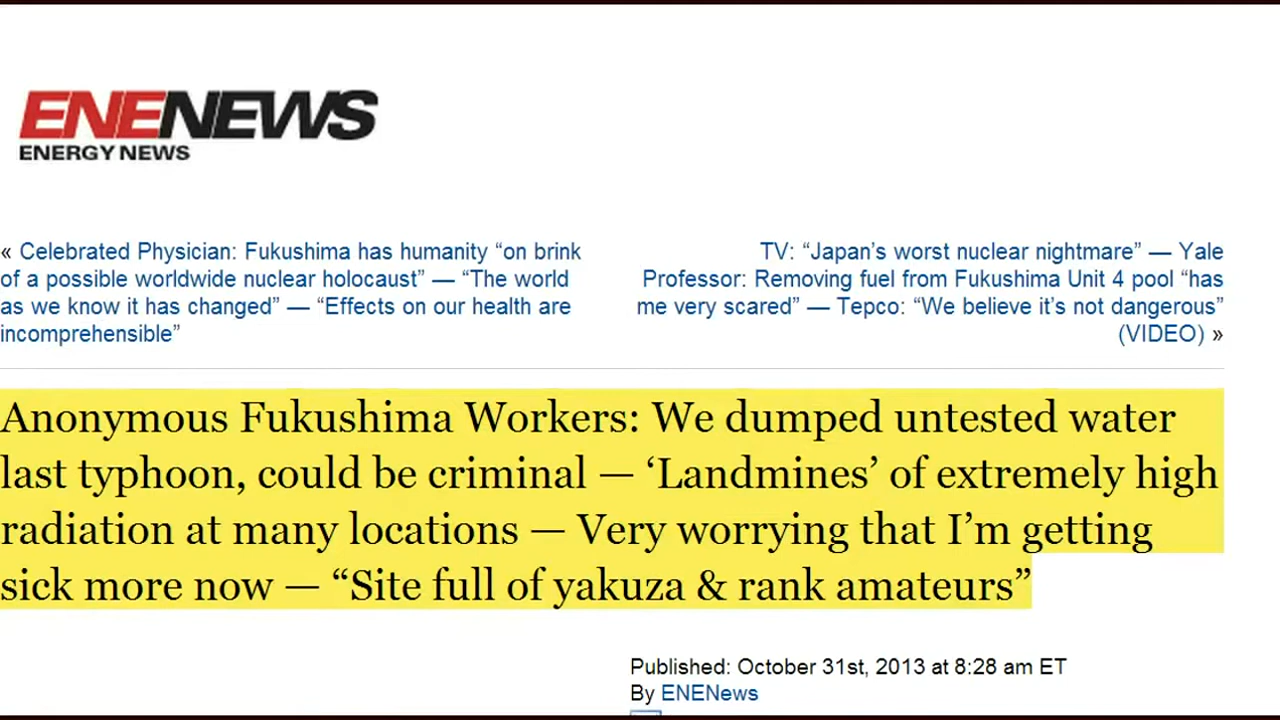 ENENEWS
ENERGY NEWS
« Celebrated Physician: Fukushima has humanity “on brink
of a possible worldwide nuclear holocaust” — “The world
as we know it has changed” — “Effects on our health are
incomprehensible”
TV: “Japan’s worst nuclear nightmare” — Yale
Professor: Removing fuel from Fukushima Unit 4 pool “has
me very scared” — Tepco: “We believe it’s not dangerous”
(VIDEO) »
Anonymous Fukushima Workers: We dumped untested water
last typhoon, could be criminal — ‘Landmines’ of extremely high
radiation at many locations — Very worrying that I’m getting
sick more now — “Site full of yakuza & rank amateurs”
Published: October 31st, 2013 at 8:28 am ET
By ENENews